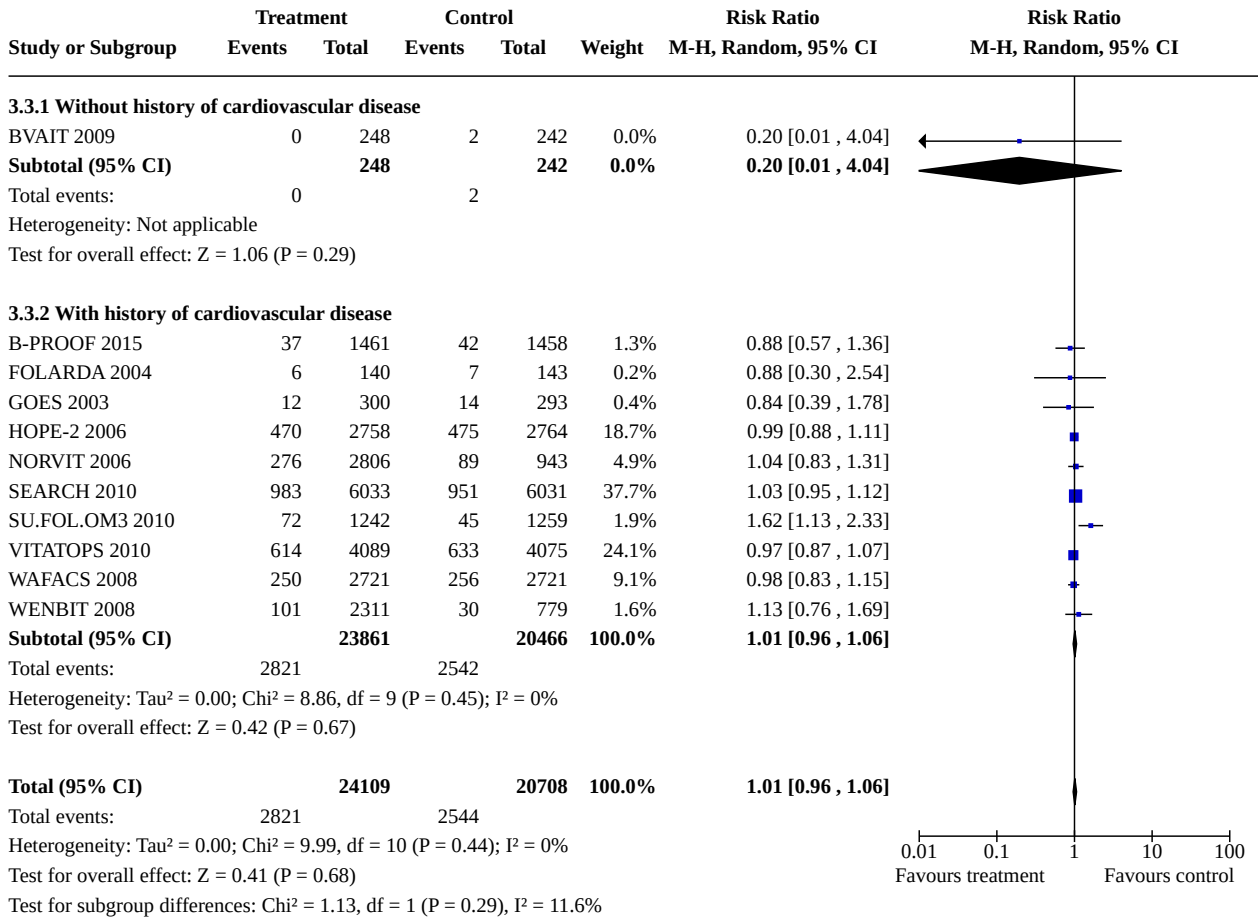 Treatment Control Risk Ratio Risk Ratio
Study or Subgroup Events Total Events Total Weight M-H, Random, 95% CI M-H, Random, 95% CI
3.3.1 Without history of cardiovascular disease
BVAIT 2009 0 248 2 242 0.0% 0.20 [0.01 , 4.04]
Subtotal (95% CI) 248 242 0.0% 0.20 [0.01 , 4.04]
Total events: 0 2
Heterogeneity: Not applicable
Test for overall effect: Z = 1.06 (P = 0.29)
3.3.2 With history of cardiovascular disease
B-PROOF 2015 37 1461 42 1458 1.3% 0.88 [0.57 , 1.36]
FOLARDA 2004 6 140 7 143 0.2% 0.88 [0.30 , 2.54]
GOES 2003 12 300 14 293 0.4% 0.84 [0.39 , 1.78]
HOPE-2 2006 470 2758 475 2764 18.7% 0.99 [0.88 , 1.11]
NORVIT 2006 276 2806 89 943 4.9% 1.04 [0.83 , 1.31]
SEARCH 2010 983 6033 951 6031 37.7% 1.03 [0.95 , 1.12]
SU.FOL.OM3 2010 72 1242 45 1259 1.9% 1.62 [1.13 , 2.33]
VITATOPS 2010 614 4089 633 4075 24.1% 0.97 [0.87 , 1.07]
WAFACS 2008 250 2721 256 2721 9.1% 0.98 [0.83 , 1.15]
WENBIT 2008 101 2311 30 779 1.6% 1.13 [0.76 , 1.69]
Subtotal (95% CI) 23861 20466 100.0% 1.01 [0.96 , 1.06]
Total events: 2821 2542
Heterogeneity: Tau² = 0.00; Chi² = 8.86, df = 9 (P = 0.45); I² = 0%
Test for overall effect: Z = 0.42 (P = 0.67)
Total (95% CI) 24109 20708 100.0% 1.01 [0.96 , 1.06]
Total events: 2821 2544
Heterogeneity: Tau² = 0.00; Chi² = 9.99, df = 10 (P = 0.44); I² = 0%
0.01 0.1 1 10 100
Test for overall effect: Z = 0.41 (P = 0.68) Favours treatment Favours control
Test for subgroup differences: Chi² = 1.13, df = 1 (P = 0.29), I² = 11.6%